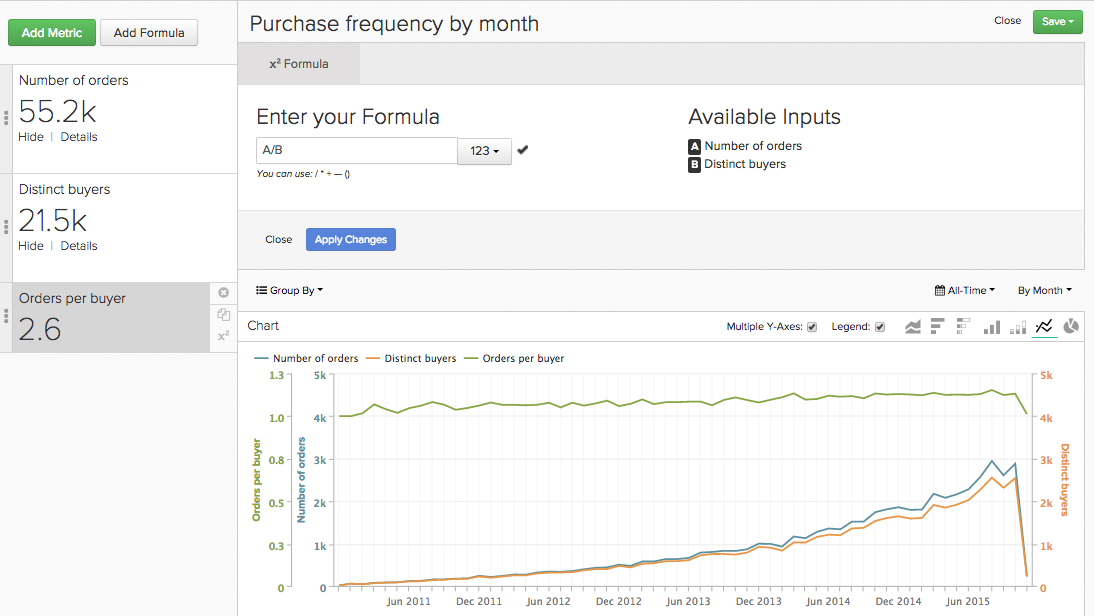 Add Metric
Add Formula
Number of orders
55.2k
Hide | Details
Distinct buyers
21.5k
Hide | Details
Orders per buyer
2.6
x²
Purchase frequency by month
Close
Save
x² Formula
Enter your Formula
A/B
123
You can use: / * + — ()
Available Inputs
A Number of orders
B Distinct buyers
Close
Apply Changes
Group By
All-Time
By Month
Chart
Multiple Y-Axes:
Legend:
Number of orders
Distinct buyers
Orders per buyer
1.3
1.0
0.8
0.5
0.3
0
Orders per buyer
5k
4k
3k
2k
1k
0
Number of orders
5k
4k
3k
2k
1k
0
Distinct buyers
Jun 2011
Dec 2011
Jun 2012
Dec 2012
Jun 2013
Dec 2013
Jun 2014
Dec 2014
Jun 2015